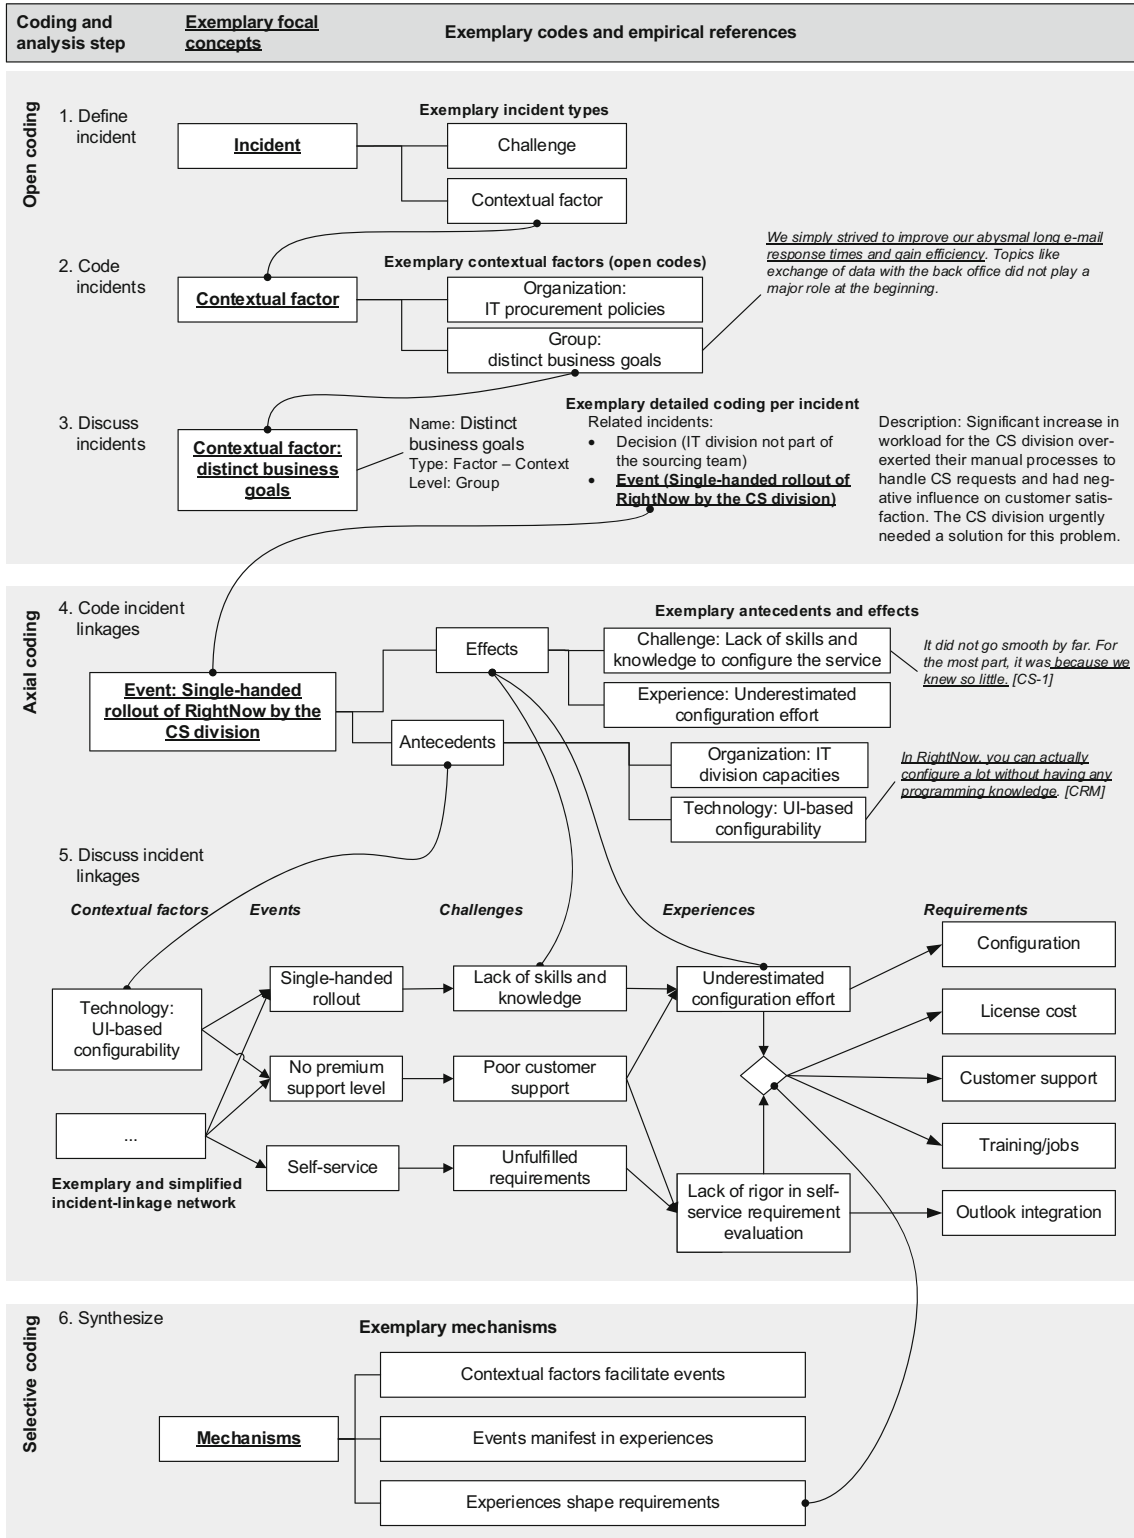 Coding and
analysis step
Exemplary focal
concepts
Exemplary codes and empirical references
Open coding
1. Define
incident
Exemplary incident types
Incident
Challenge
Contextual factor
2. Code
incidents
Exemplary contextual factors (open codes)
Contextual factor
Organization:
IT procurement policies
Group:
distinct business goals
We simply strived to improve our abysmal long e-mail
response times and gain efficiency. Topics like
exchange of data with the back office did not play a
major role at the beginning.
3. Discuss
incidents
Contextual factor:
distinct business
goals
Name: Distinct
business goals
Type: Factor – Context
Level: Group
Exemplary detailed coding per incident
Related incidents:
• Decision (IT division not part of
the sourcing team)
• Event (Single-handed rollout of
RightNow by the CS division)
Description: Significant increase in
workload for the CS division over-
exerted their manual processes to
handle CS requests and had neg-
ative influence on customer satis-
faction. The CS division urgently
needed a solution for this problem.
Axial coding
4. Code incident
linkages
Exemplary antecedents and effects
Event: Single-handed
rollout of RightNow by the
CS division
Effects
Antecedents
Challenge: Lack of skills and
knowledge to configure the service
Experience: Underestimated
configuration effort
Organization: IT
division capacities
Technology: UI-based
configurability
It did not go smooth by far. For
the most part, it was because we
knew so little. [CS-1]
In RightNow, you can actually
configure a lot without having any
programming knowledge. [CRM]
5. Discuss incident
linkages
Contextual factors
Events
Challenges
Experiences
Requirements
Technology:
UI-based
configurability
...
Exemplary and simplified
incident-linkage network
Single-handed
rollout
No premium
support level
Self-service
Lack of skills and
knowledge
Poor customer
support
Unfulfilled
requirements
Underestimated
configuration effort
Lack of rigor in self-
service requirement
evaluation
Configuration
License cost
Customer support
Training/jobs
Outlook integration
Selective coding
6. Synthesize
Exemplary mechanisms
Mechanisms
Contextual factors facilitate events
Events manifest in experiences
Experiences shape requirements